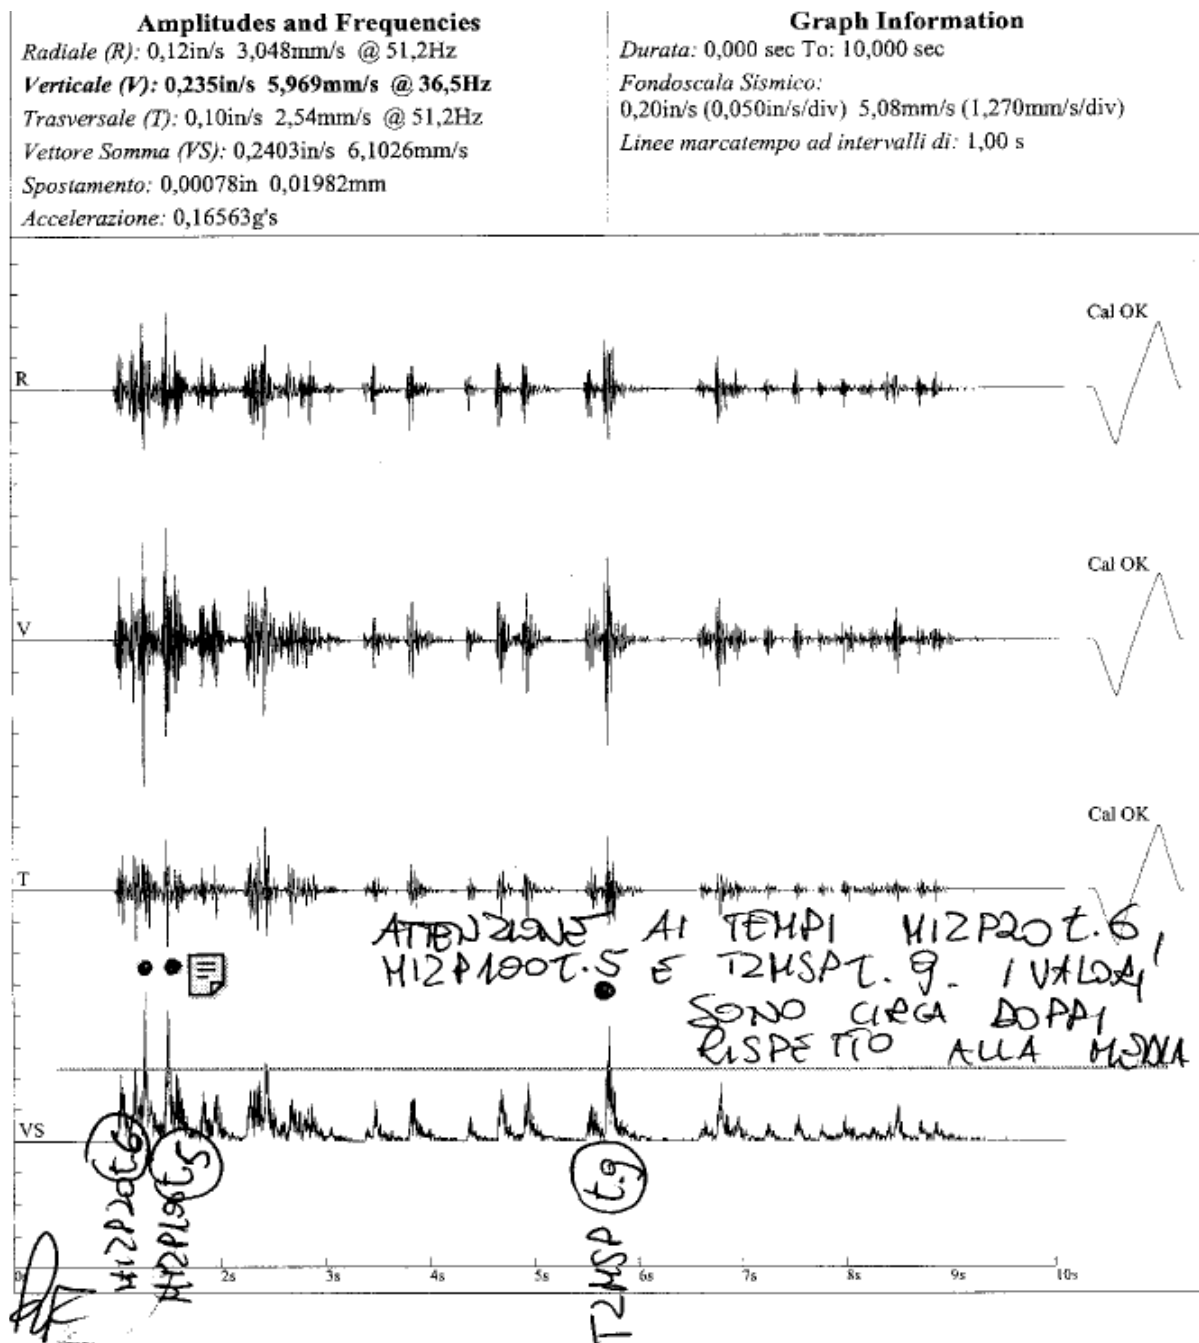 Amplitudes and Frequencies
Radiale (R): 0,12in/s 3,048mm/s @ 51,2Hz
Verticale (V): 0,235in/s 5,969mm/s @ 36,5Hz
Trasversale (T): 0,10in/s 2,54mm/s @ 51,2Hz
Vettore Somma (VS): 0,2403in/s 6,1026mm/s
Spostamento: 0,00078in 0,01982mm
Accelerazione: 0,16563g's
Graph Information
Durata: 0,000 sec To: 10,000 sec
Fondoscala Sismico:
0,20in/s (0,050in/s/div) 5,08mm/s (1,270mm/s/div)
Linee marcatempo ad intervalli di: 1,00 s
Cal OK
R
Cal OK
V
Cal OK
T
ATTENZIONE AI TEMPI M12P20 t.6,
M12P100 t.5 E T2MSP t.9. I VALORI
SONO CIRCA DOPPI
RISPETTO ALLA MEDIA
VS
M12P20 t.6
M12P100 t.5
T2MSP t.9
0s 2s 3s 4s 5s 6s 7s 8s 9s 10s